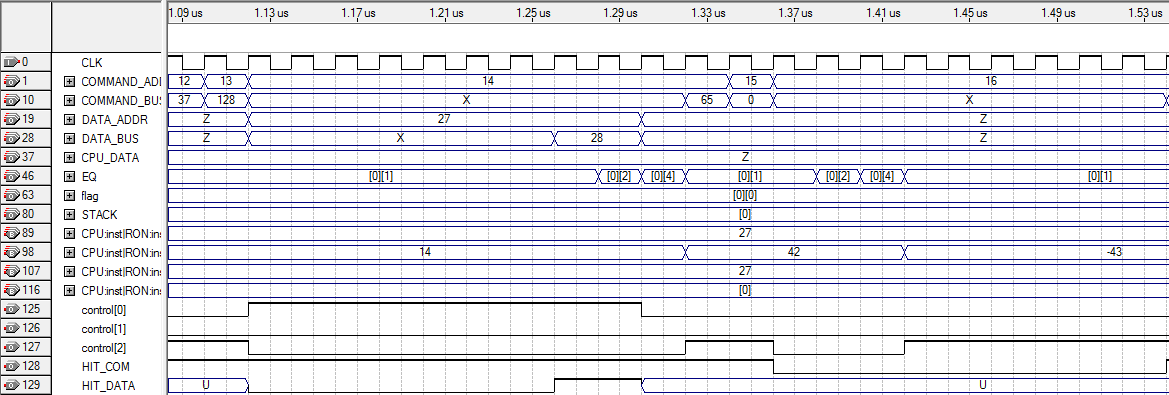 1.09 us 1.13 us 1.17 us 1.21 us 1.25 us 1.29 us 1.33 us 1.37 us 1.41 us 1.45 us 1.49 us 1.53 us
0 CLK
1 COMMAND_ADI 12 13 14 15 16
10 COMMAND_BUS 37 128 X 65 0 X
19 DATA_ADDR Z 27 Z
28 DATA_BUS Z X 28 Z
37 CPU_DATA Z
46 EQ [0][1] [0][2] [0][4] [0][1] [0][2] [0][4] [0][1]
63 flag [0][0]
80 STACK [0]
89 CPU:inst|RON:in 27
98 CPU:inst|RON:in 14 42 -43
107 CPU:inst|RON:in 27
116 CPU:inst|RON:in [0]
125 control[0]
126 control[1]
127 control[2]
128 HIT_COM
129 HIT_DATA U U